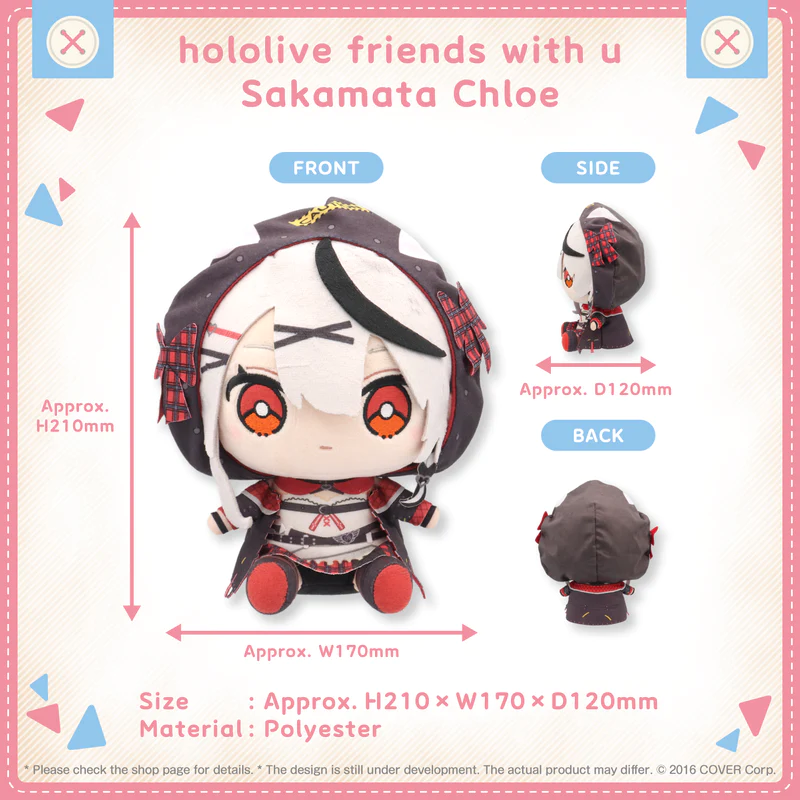 hololive friends with u
Sakamata Chloe
FRONT
SIDE
Approx.
H210mm
Approx. D120mm
BACK
Approx. W170mm
Size : Approx. H210×W170×D120mm
Material : Polyester
* Please check the shop page for details. * The design is still under development. The actual product may differ. © 2016 COVER Corp.